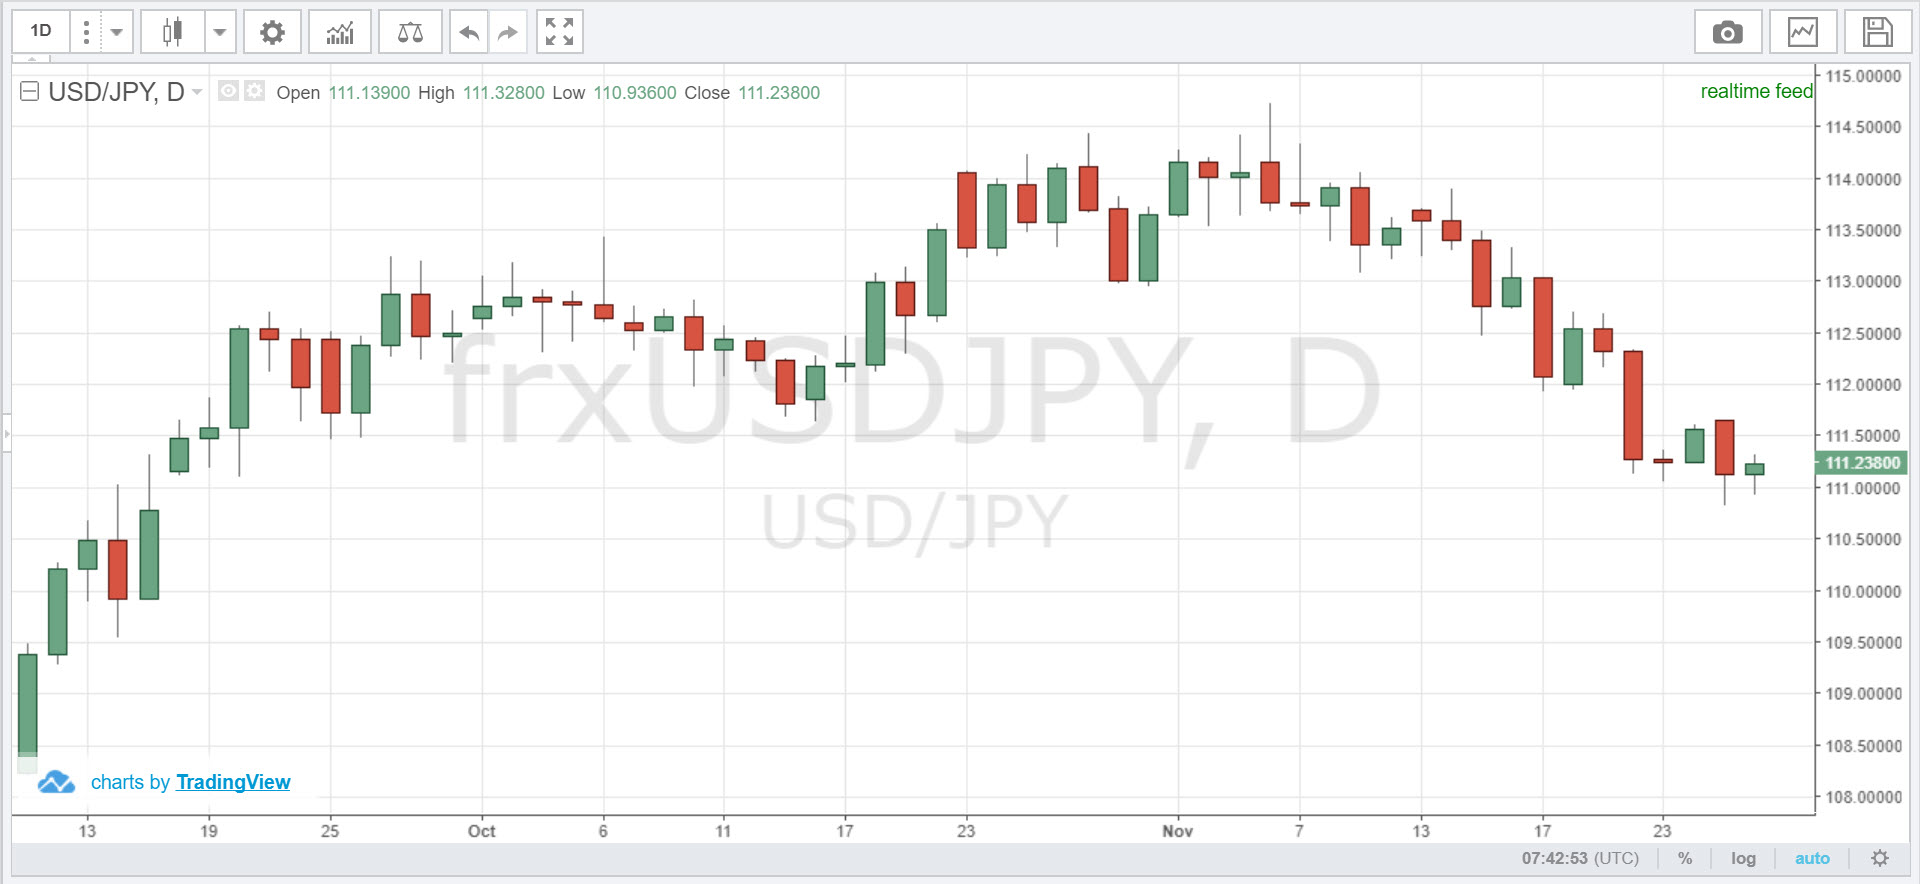 1D
USD/JPY, D Open 111.13900 High 111.32800 Low 110.93600 Close 111.23800
realtime feed
115.00000
114.50000
114.00000
113.50000
113.00000
112.50000
112.00000
111.50000
111.23800
111.00000
110.50000
110.00000
109.50000
109.00000
108.50000
108.00000
frxUSDJPY, D
USD/JPY
charts by TradingView
13 19 25 Oct 6 11 17 23 Nov 7 13 17 23
07:42:53 (UTC) % log auto